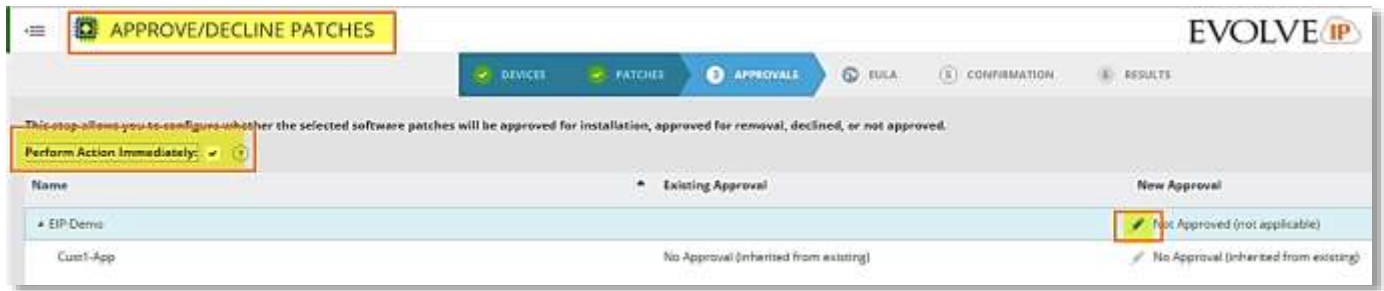 APPROVE/DECLINE PATCHES
EVOLVE IP
DEVICES PATCHES 3 APPROVALS EULA 5 CONFIRMATION 6 RESULTS
This step allows you to configure whether the selected software patches will be approved for installation, approved for removal, declined, or not approved.
Perform Action Immediately: ?
Name Existing Approval New Approval
EIP-Demo Not Approved (not applicable)
Cust1-App No Approval (inherited from existing) No Approval (inherited from existing)